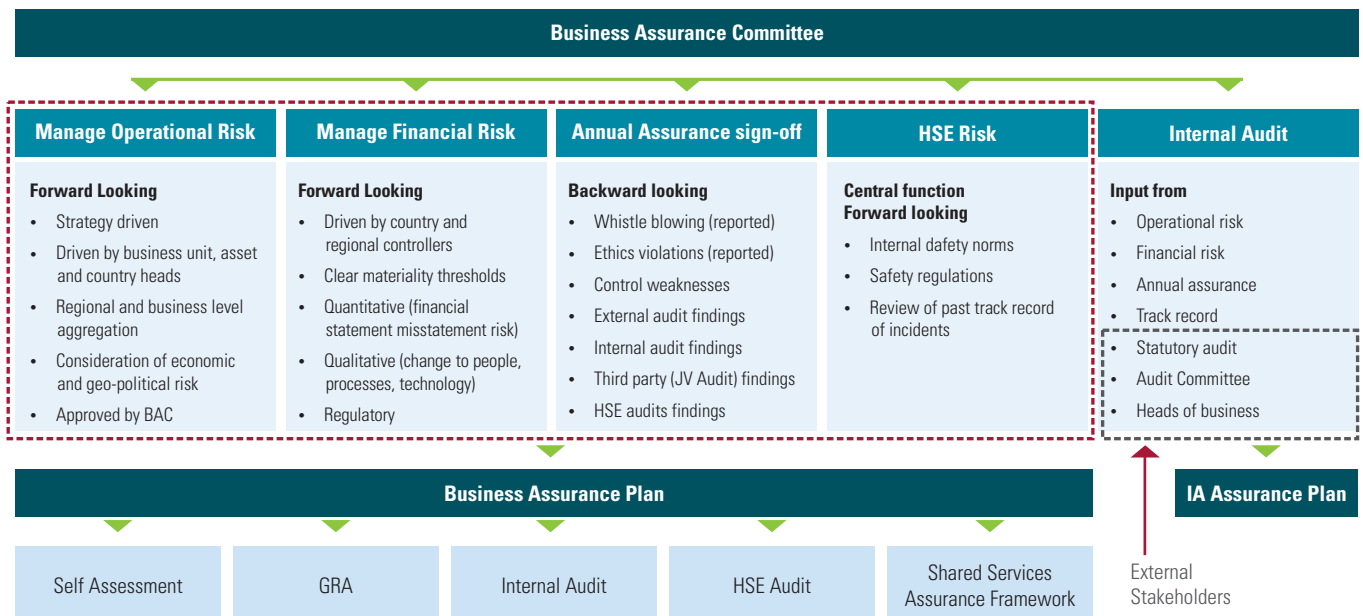 Business Assurance Committee
Manage Operational Risk
Forward Looking
• Strategy driven
• Driven by business unit, asset
and country heads
• Regional and business level
aggregation
• Consideration of economic
and geo-political risk
• Approved by BAC
Manage Financial Risk
Forward Looking
• Driven by country and
regional controllers
• Clear materiality thresholds
• Quantitative (financial
statement misstatement risk)
• Qualitative (change to people,
processes, technology)
• Regulatory
Annual Assurance sign-off
Backward looking
• Whistle blowing (reported)
• Ethics violations (reported)
• Control weaknesses
• External audit findings
• Internal audit findings
• Third party (JV Audit) findings
• HSE audits findings
HSE Risk
Central function
Forward looking
• Internal dafety norms
• Safety regulations
• Review of past track record
of incidents
Internal Audit
Input from
• Operational risk
• Financial risk
• Annual assurance
• Track record
• Statutory audit
• Audit Committee
• Heads of business
Business Assurance Plan
IA Assurance Plan
Self Assessment
GRA
Internal Audit
HSE Audit
Shared Services
Assurance Framework
External
Stakeholders